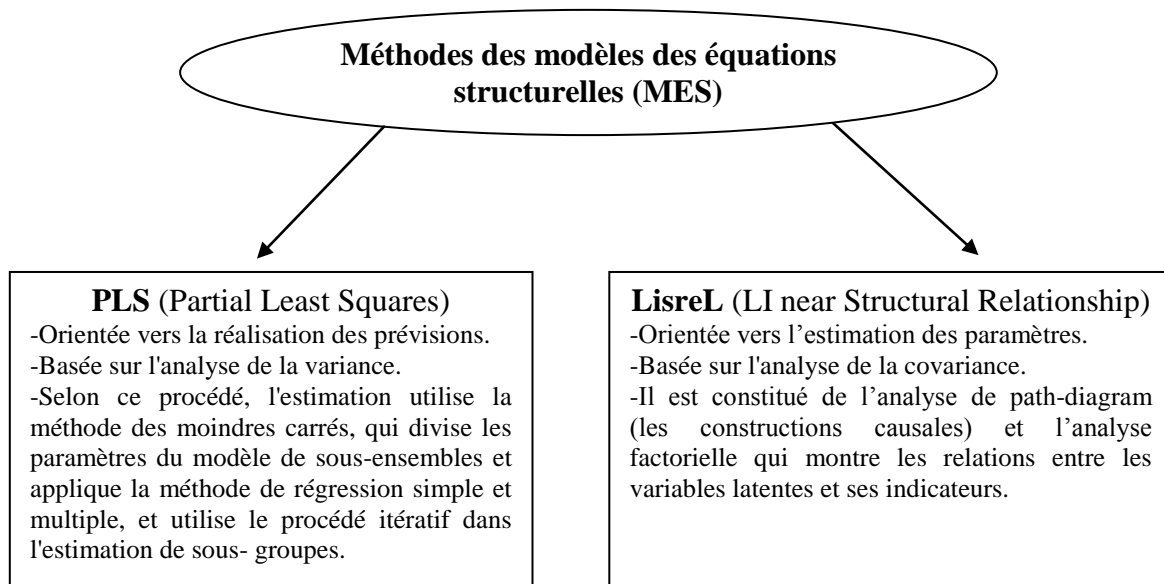 Méthodes des modèles des équations
structurelles (MES)
PLS (Partial Least Squares)
-Orientée vers la réalisation des prévisions.
-Basée sur l'analyse de la variance.
-Selon ce procédé, l'estimation utilise la
méthode des moindres carrés, qui divise les
paramètres du modèle de sous-ensembles et
applique la méthode de régression simple et
multiple, et utilise le procédé itératif dans
l'estimation de sous- groupes.
LisreL (LI near Structural Relationship)
-Orientée vers l’estimation des paramètres.
-Basée sur l'analyse de la covariance.
-Il est constitué de l’analyse de path-diagram
(les constructions causales) et l’analyse
factorielle qui montre les relations entre les
variables latentes et ses indicateurs.